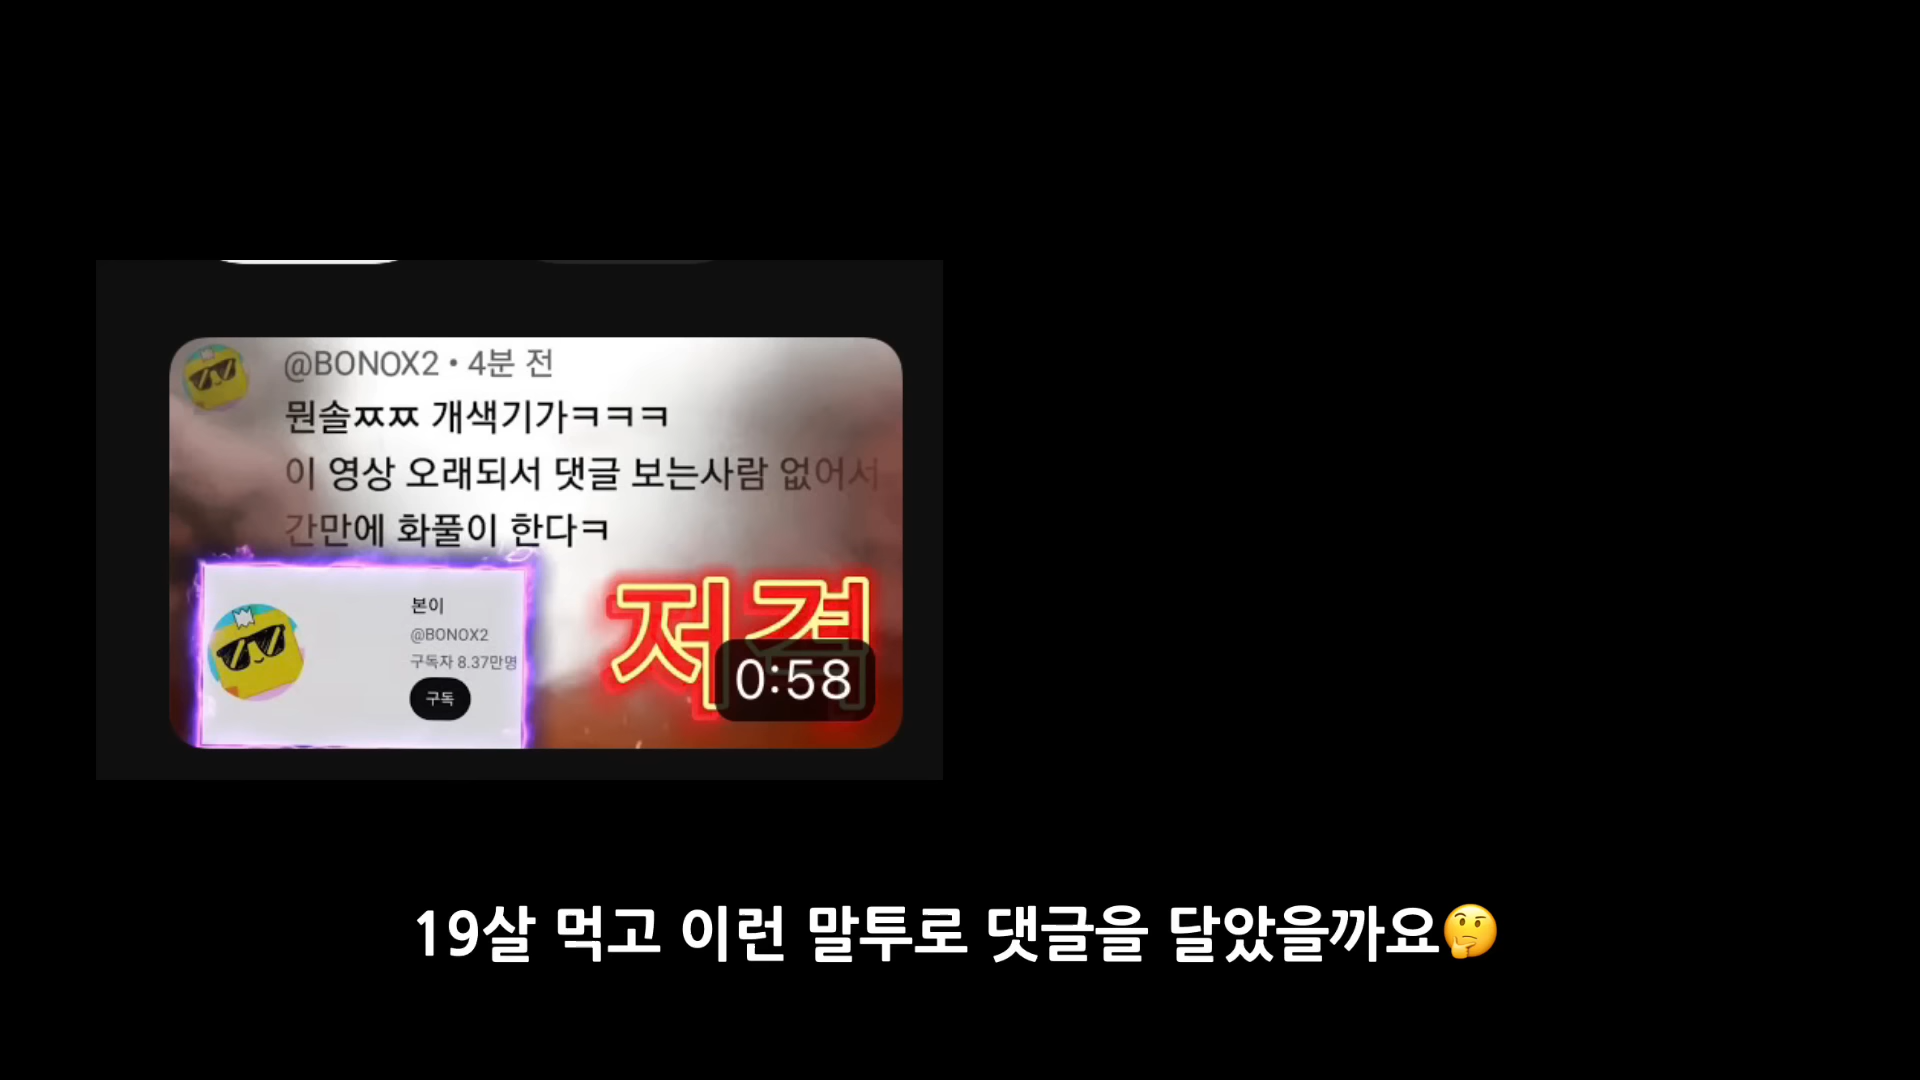 @BONOX2 • 4분 전
뭔솔ㅉㅉ 개색기가ㅋㅋㅋ
이 영상 오래되서 댓글 보는사람 없어서
간만에 화풀이 한다ㅋ
본이
@BONOX2
구독자 8.37만명
구독
저격
0:58
19살 먹고 이런 말투로 댓글을 달았을까요🤔